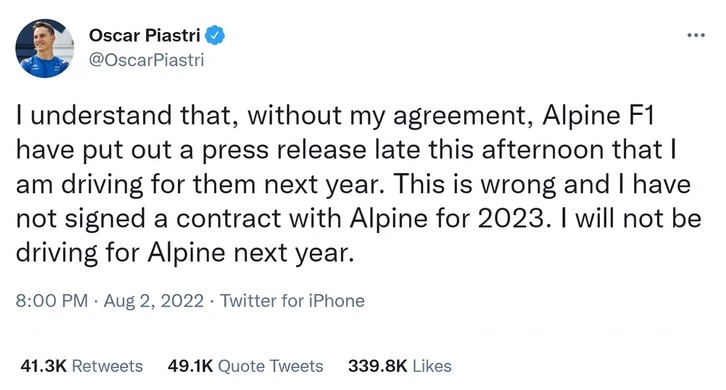 Oscar Piastri
@OscarPiastri
I understand that, without my agreement, Alpine F1
have put out a press release late this afternoon that I
am driving for them next year. This is wrong and I have
not signed a contract with Alpine for 2023. I will not be
driving for Alpine next year.
8:00 PM · Aug 2, 2022 · Twitter for iPhone
41.3K Retweets 49.1K Quote Tweets 339.8K Likes